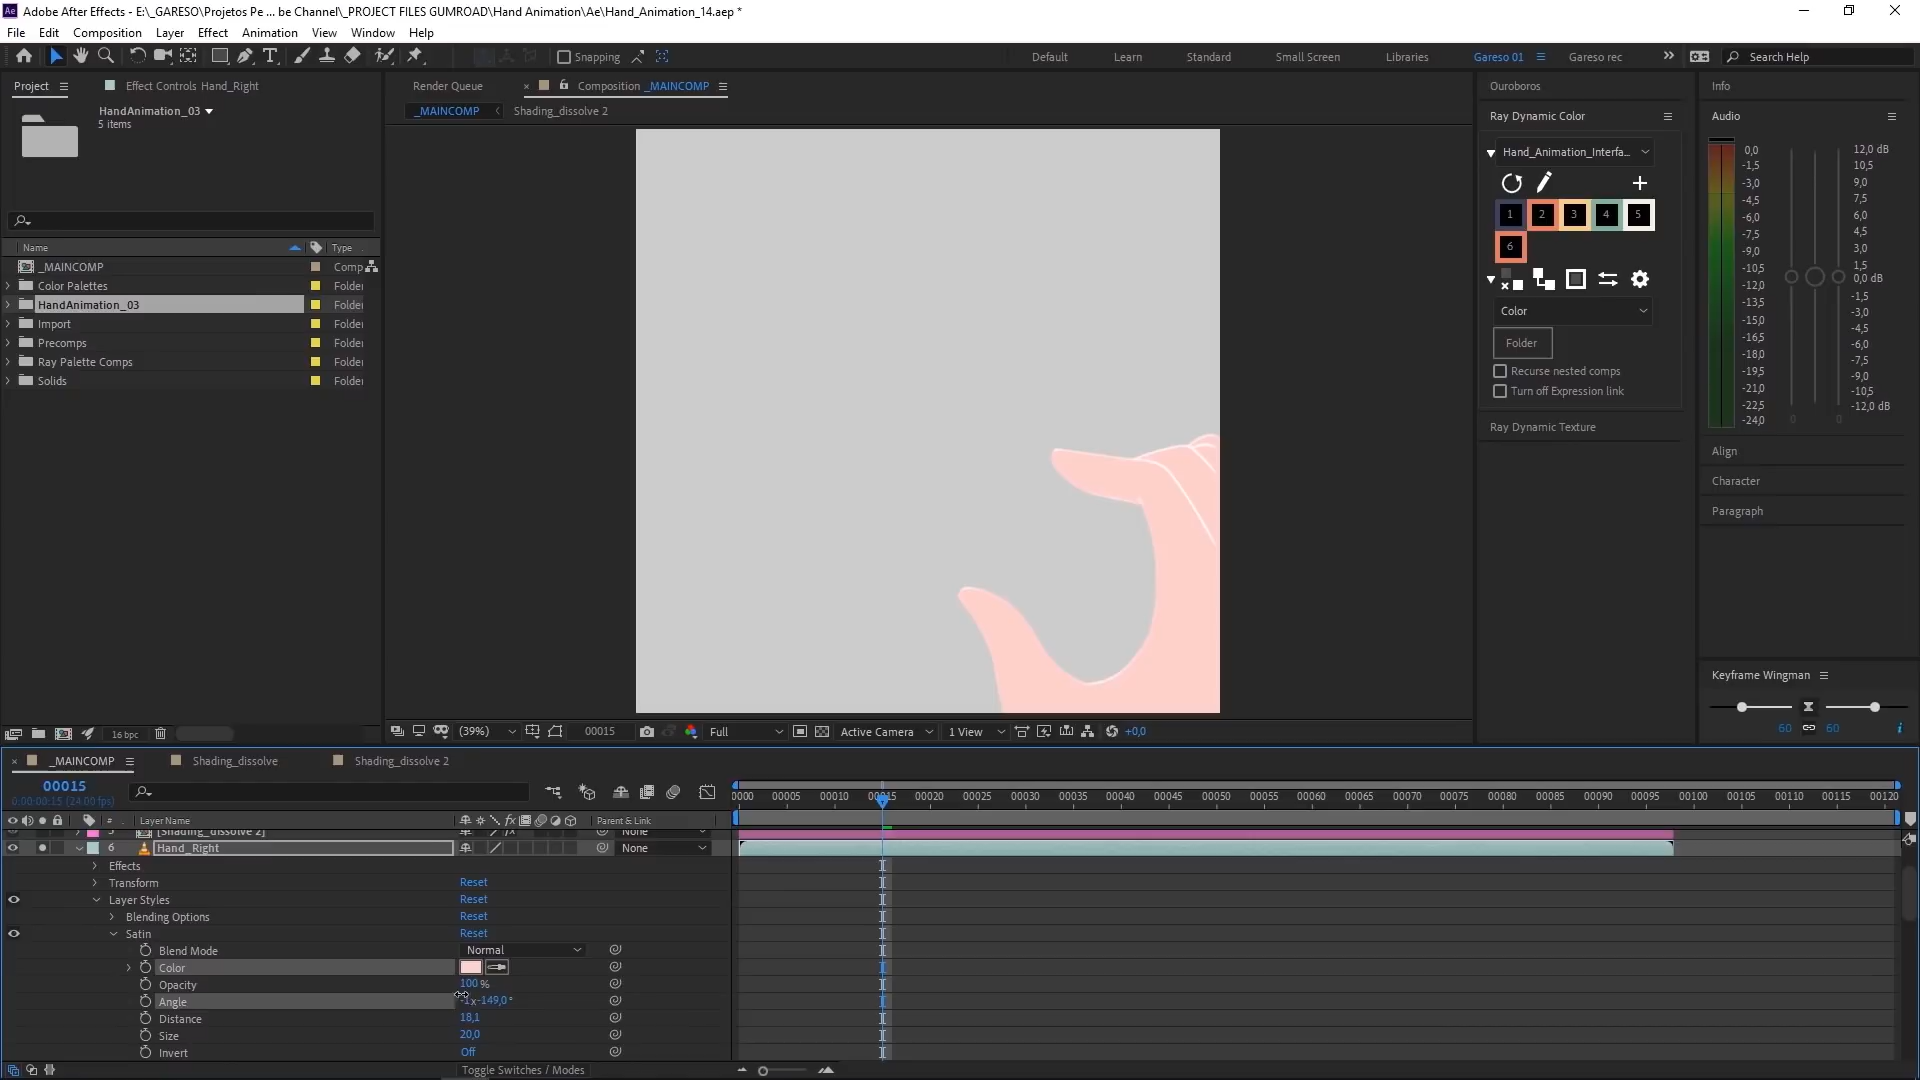 Ae Adobe After Effects - E:\_GARESO\Projetos Pe ... be Channel\_PROJECT FILES GUMROAD\Hand Animation\Ae\Hand_Animation_14.aep *
File Edit Composition Layer Effect Animation View Window Help
Snapping Default Learn Standard Small Screen Libraries Gareso 01 Gareso rec Search Help
Project Effect Controls Hand_Right
HandAnimation_03
5 items
Name Type
_MAINCOMP Comp
Color Palettes Folder
HandAnimation_03 Folder
Import Folder
Precomps Folder
Ray Palette Comps Folder
Solids Folder
16 bpc
Render Queue Composition _MAINCOMP
_MAINCOMP Shading_dissolve 2
(39%) 00015 Full Active Camera 1 View +0,0
Ouroboros
Ray Dynamic Color
Hand_Animation_Interfa...
1 2 3 4 5
6
Color
Folder
Recurse nested comps
Turn off Expression link
Ray Dynamic Texture
Info
Audio
0,0 12,0 dB
-1,5 10,5
-3,0 9,0
-4,5 7,5
-6,0 6,0
-7,5 4,5
-9,0 3,0
-10,5 1,5
-12,0 0,0 dB
-13,5 -1,5
-15,0 -3,0
-16,5 -4,5
-18,0 -6,0
-19,5 -7,5
-21,0 -9,0
-22,5 -10,5
-24,0 -12,0 dB
0 0
Align
Character
Paragraph
Keyframe Wingman
60 60
_MAINCOMP Shading_dissolve Shading_dissolve 2
00015
0:00:00:15 (24.00 fps)
0000 00005 00010 00015 00020 00025 00030 00035 00040 00045 00050 00055 00060 00065 00070 00075 00080 00085 00090 00095 00100 00105 00110 00115 00120
# Layer Name fx Parent & Link
5 [Shading_dissolve 2] None
6 Hand_Right None
Effects
Transform Reset
Layer Styles Reset
Blending Options Reset
Satin Reset
Blend Mode Normal
Color
Opacity 100 %
Angle -1x-149,0°
Distance 18,1
Size 20,0
Invert Off
Toggle Switches / Modes